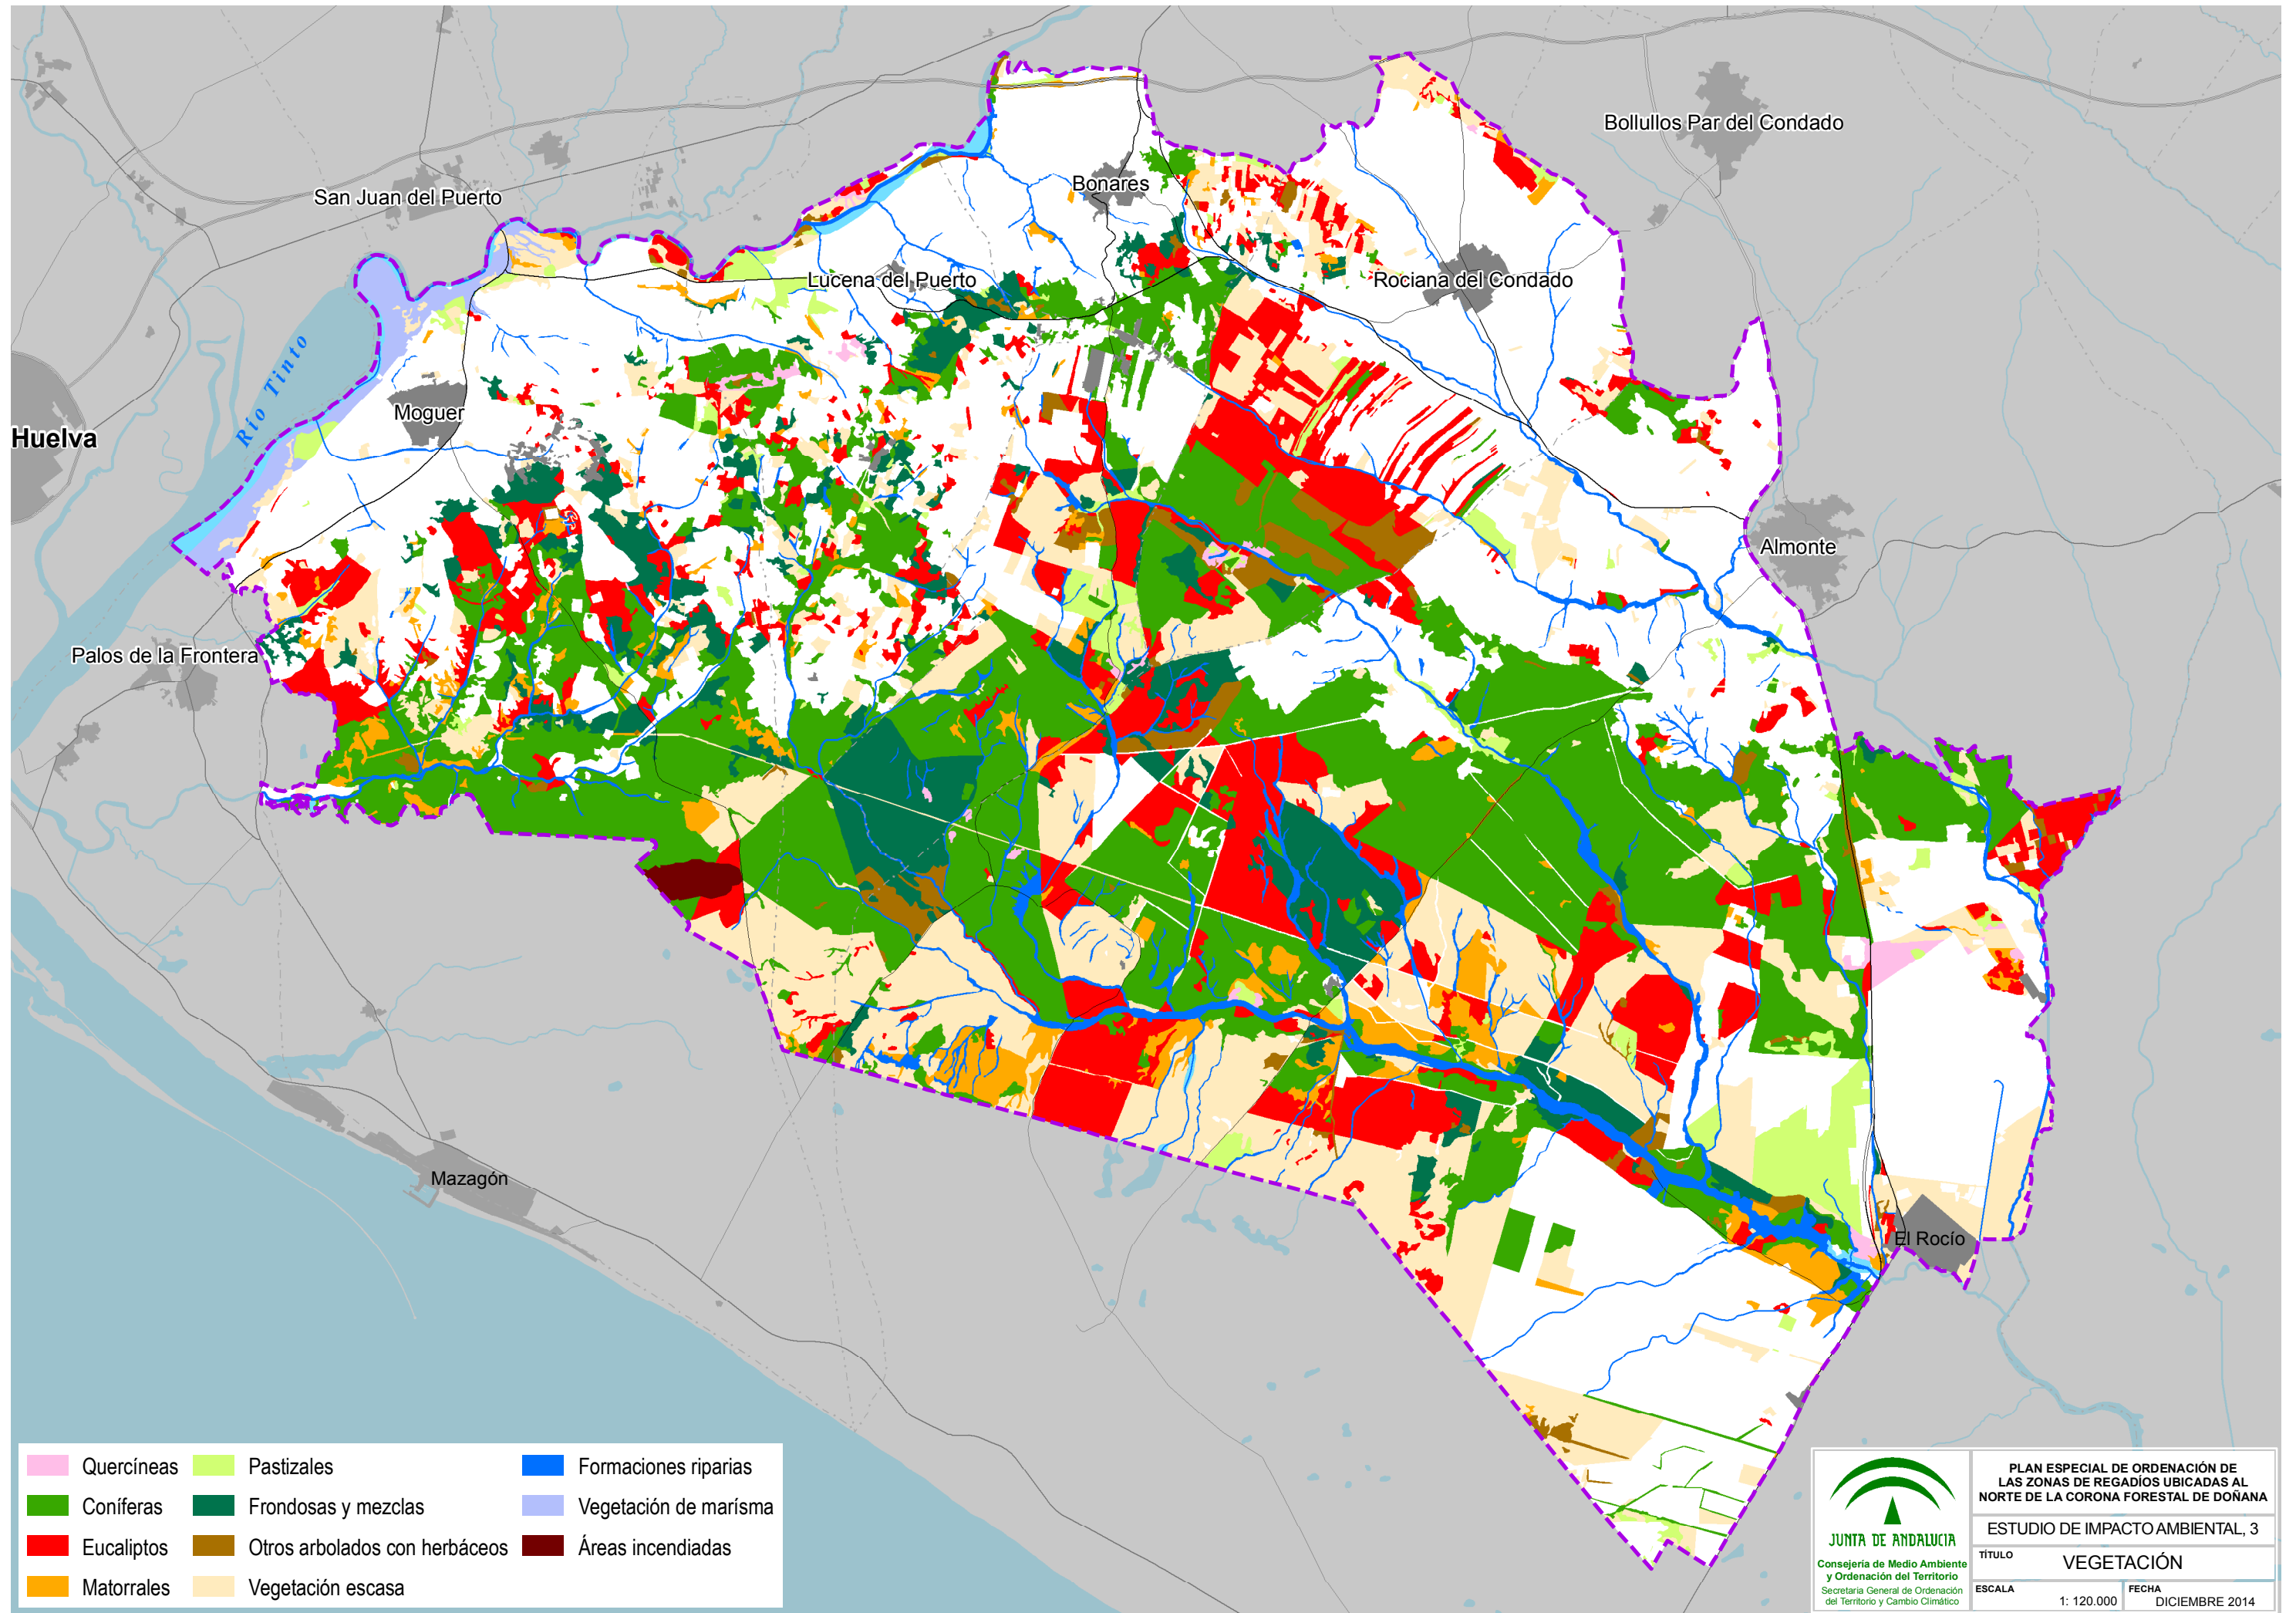 Bollullos Par del Condado
San Juan del Puerto
Bonares
Lucena del Puerto
Rociana del Condado
Río Tinto
Moguer
Huelva
Almonte
Palos de la Frontera
Mazagón
El Rocío
Quercíneas
Coníferas
Eucaliptos
Matorrales
Pastizales
Frondosas y mezclas
Otros arbolados con herbáceos
Vegetación escasa
Formaciones riparias
Vegetación de marísma
Áreas incendiadas
JUNTA DE ANDALUCIA
Consejería de Medio Ambiente
y Ordenación del Territorio
Secretaria General de Ordenación
del Territorio y Cambio Climático
PLAN ESPECIAL DE ORDENACIÓN DE
LAS ZONAS DE REGADÍOS UBICADAS AL
NORTE DE LA CORONA FORESTAL DE DOÑANA
ESTUDIO DE IMPACTO AMBIENTAL, 3
TÍTULO
VEGETACIÓN
ESCALA
1: 120.000
FECHA
DICIEMBRE 2014